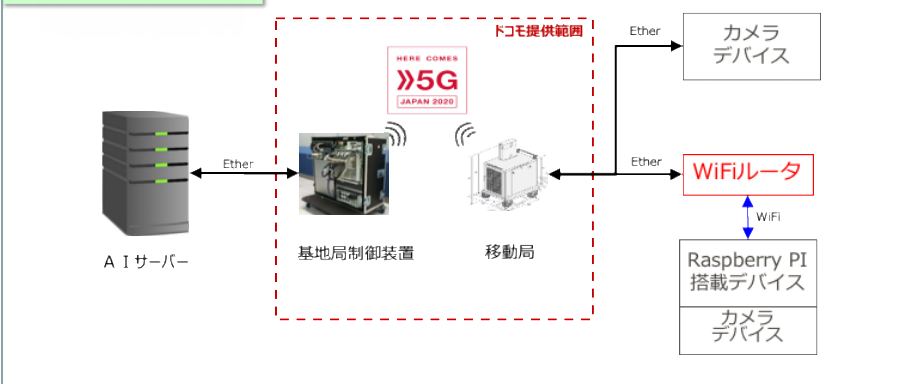 ドコモ提供範囲
HERE COMES
5G
JAPAN 2020
Ether
カメラ
デバイス
Ether
Ether
WiFiルータ
WiFi
ＡＩサーバー
基地局制御装置
移動局
Raspberry PI
搭載デバイス
カメラ
デバイス